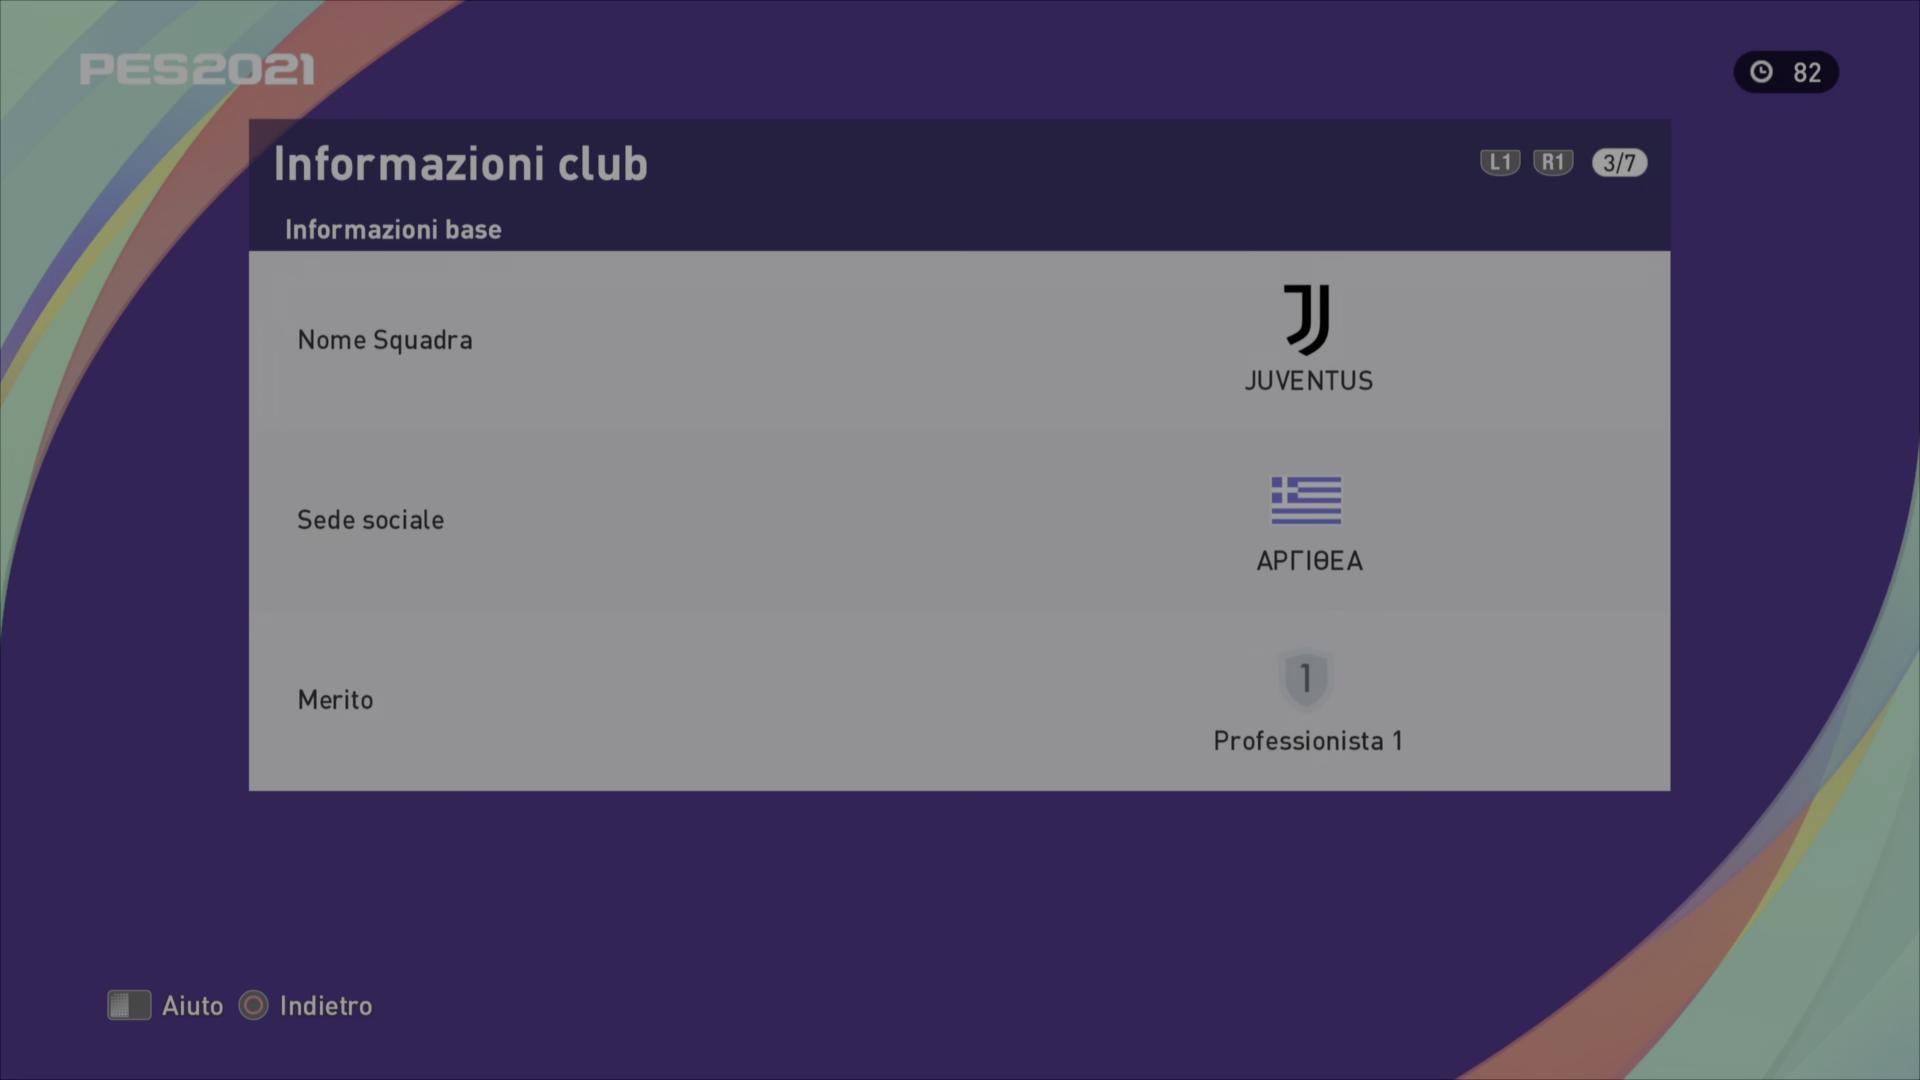 PES2021
82
Informazioni club
L1 R1 3/7
Informazioni base
Nome Squadra
JUVENTUS
Sede sociale
ΑΡΓΙΘΕΑ
1
Merito
Professionista 1
Aiuto Indietro